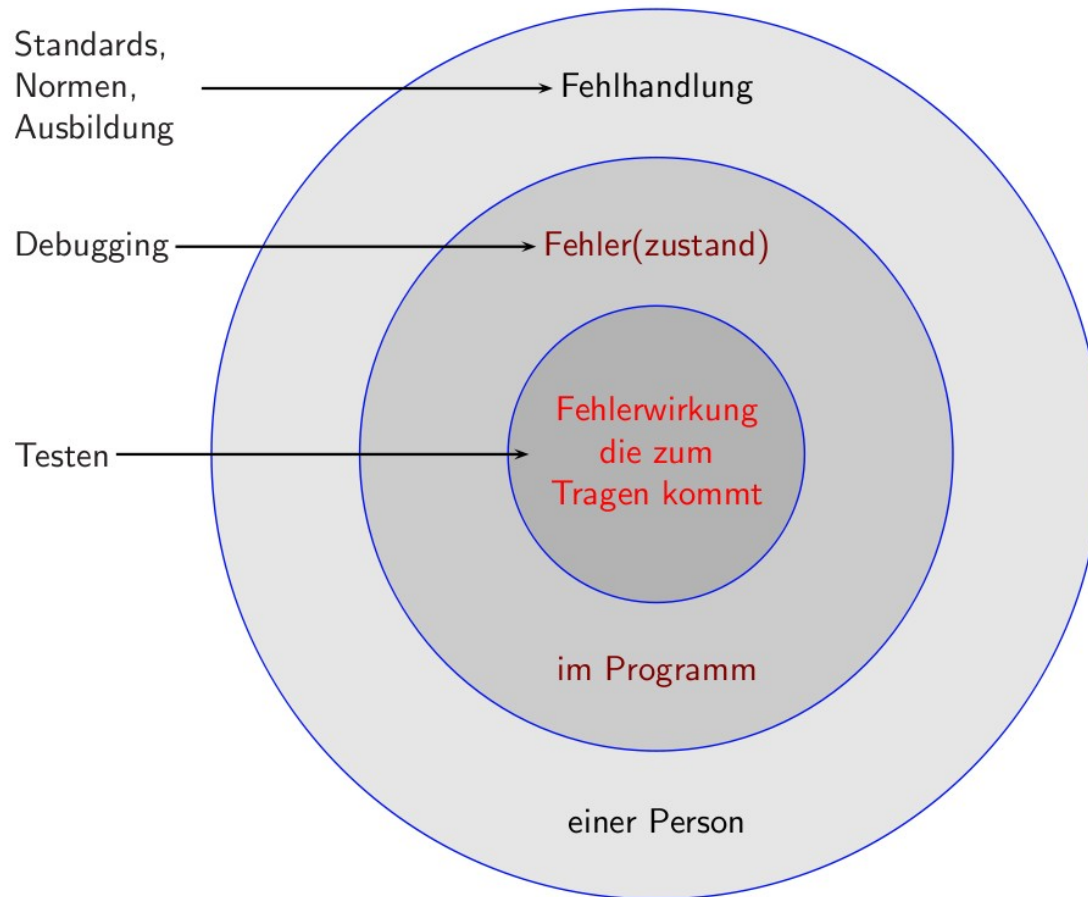 Standards,
Normen,
Ausbildung
Fehlhandlung
Debugging
Fehler(zustand)
Testen
Fehlerwirkung
die zum
Tragen kommt
im Programm
einer Person